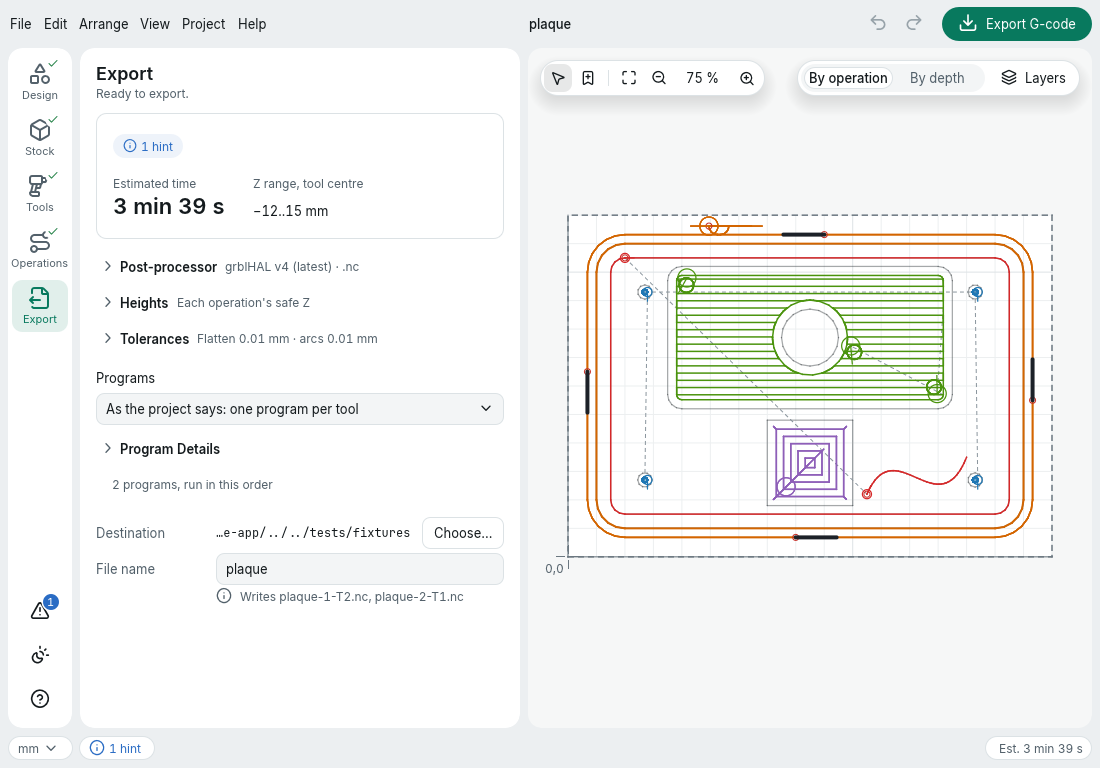 File Edit Arrange View Project Help
plaque
Export G-code
Design
Stock
Tools
Operations
Export
1
Export
Ready to export.
1 hint
Estimated time
3 min 39 s
Z range, tool centre
−12..15 mm
Post-processor grblHAL v4 (latest) · .nc
Heights Each operation's safe Z
Tolerances Flatten 0.01 mm · arcs 0.01 mm
Programs
As the project says: one program per tool
Program Details
2 programs, run in this order
Destination …e-app/../../tests/fixtures Choose...
File name plaque
Writes plaque-1-T2.nc, plaque-2-T1.nc
75 %
By operation By depth Layers
0,0
mm
1 hint
Est. 3 min 39 s